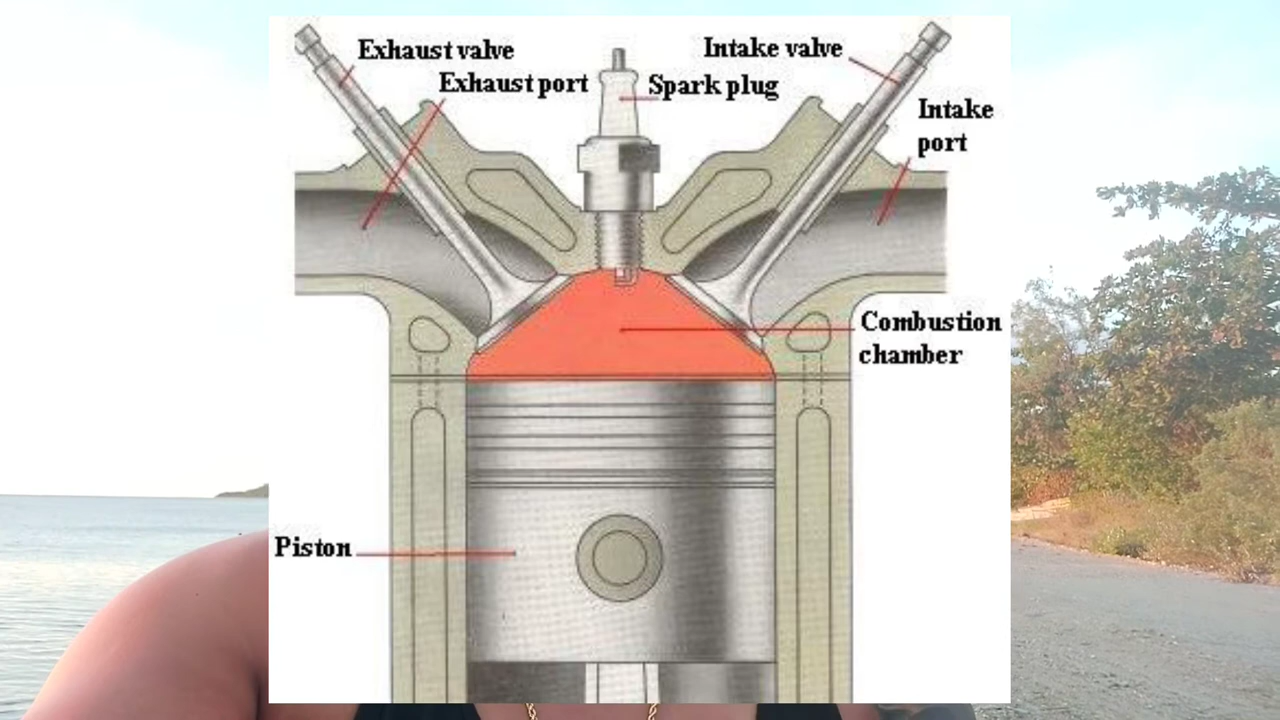 Exhaust valve
Exhaust port
Spark plug
Intake valve
Intake
port
Combustion
chamber
Piston